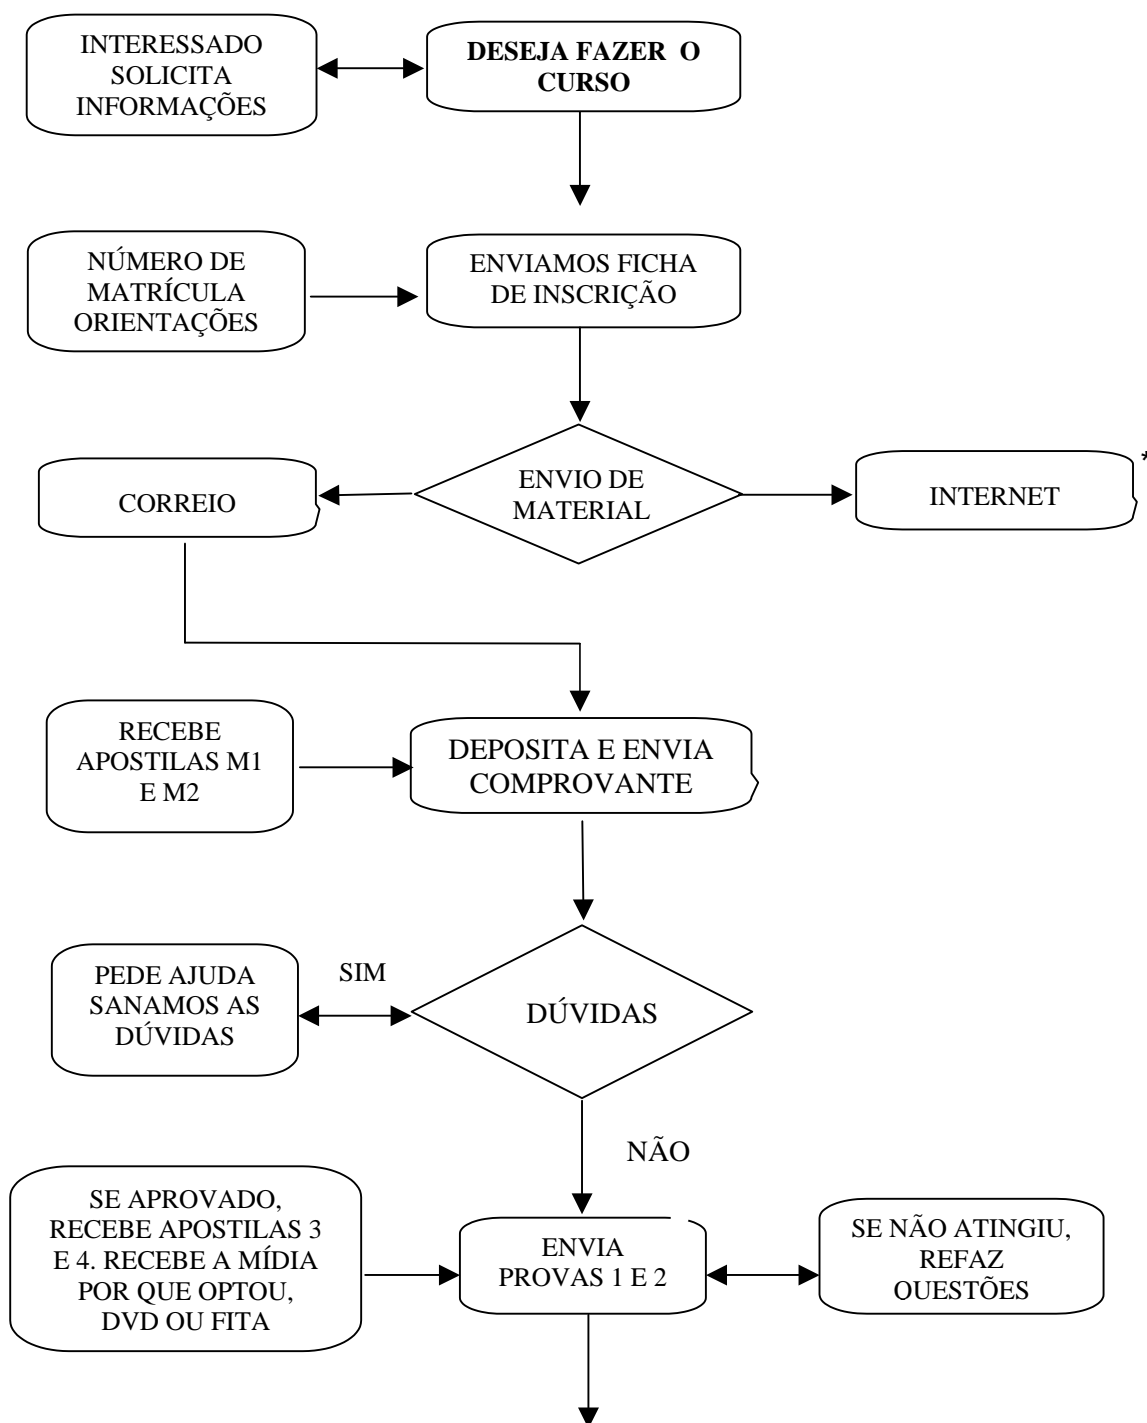 INTERESSADO
SOLICITA
INFORMAÇÕES
DESEJA FAZER O
CURSO
NÚMERO DE
MATRÍCULA
ORIENTAÇÕES
ENVIAMOS FICHA
DE INSCRIÇÃO
CORREIO
ENVIO DE
MATERIAL
INTERNET
*
RECEBE
APOSTILAS M1
E M2
DEPOSITA E ENVIA
COMPROVANTE
PEDE AJUDA
SANAMOS AS
DÚVIDAS
SIM
DÚVIDAS
NÃO
SE APROVADO,
RECEBE APOSTILAS 3
E 4. RECEBE A MÍDIA
POR QUE OPTOU,
DVD OU FITA
ENVIA
PROVAS 1 E 2
SE NÃO ATINGIU,
REFAZ
QUESTÕES